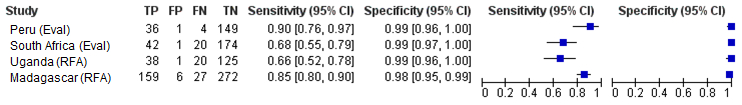 Study TP FP FN TN Sensitivity (95% CI) Specificity (95% CI) Sensitivity (95% CI) Specificity (95% CI)
Peru (Eval) 36 1 4 149 0.90 [0.76, 0.97] 0.99 [0.96, 1.00]
South Africa (Eval) 42 1 20 174 0.68 [0.55, 0.79] 0.99 [0.97, 1.00]
Uganda (RFA) 38 1 20 125 0.66 [0.52, 0.78] 0.99 [0.96, 1.00]
Madagascar (RFA) 159 6 27 272 0.85 [0.80, 0.90] 0.98 [0.95, 0.99]
0 0.2 0.4 0.6 0.8 1 0 0.2 0.4 0.6 0.8 1